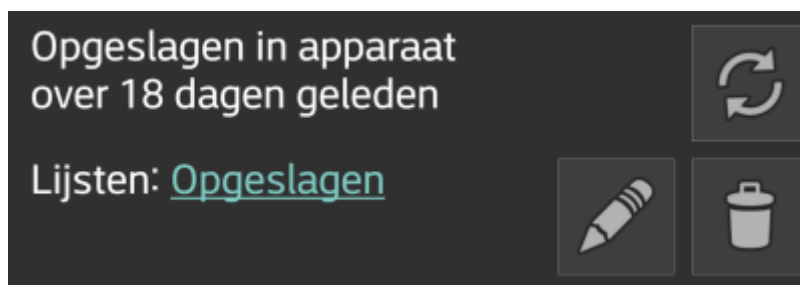 Opgeslagen in apparaat
over 18 dagen geleden
Lijsten: Opgeslagen